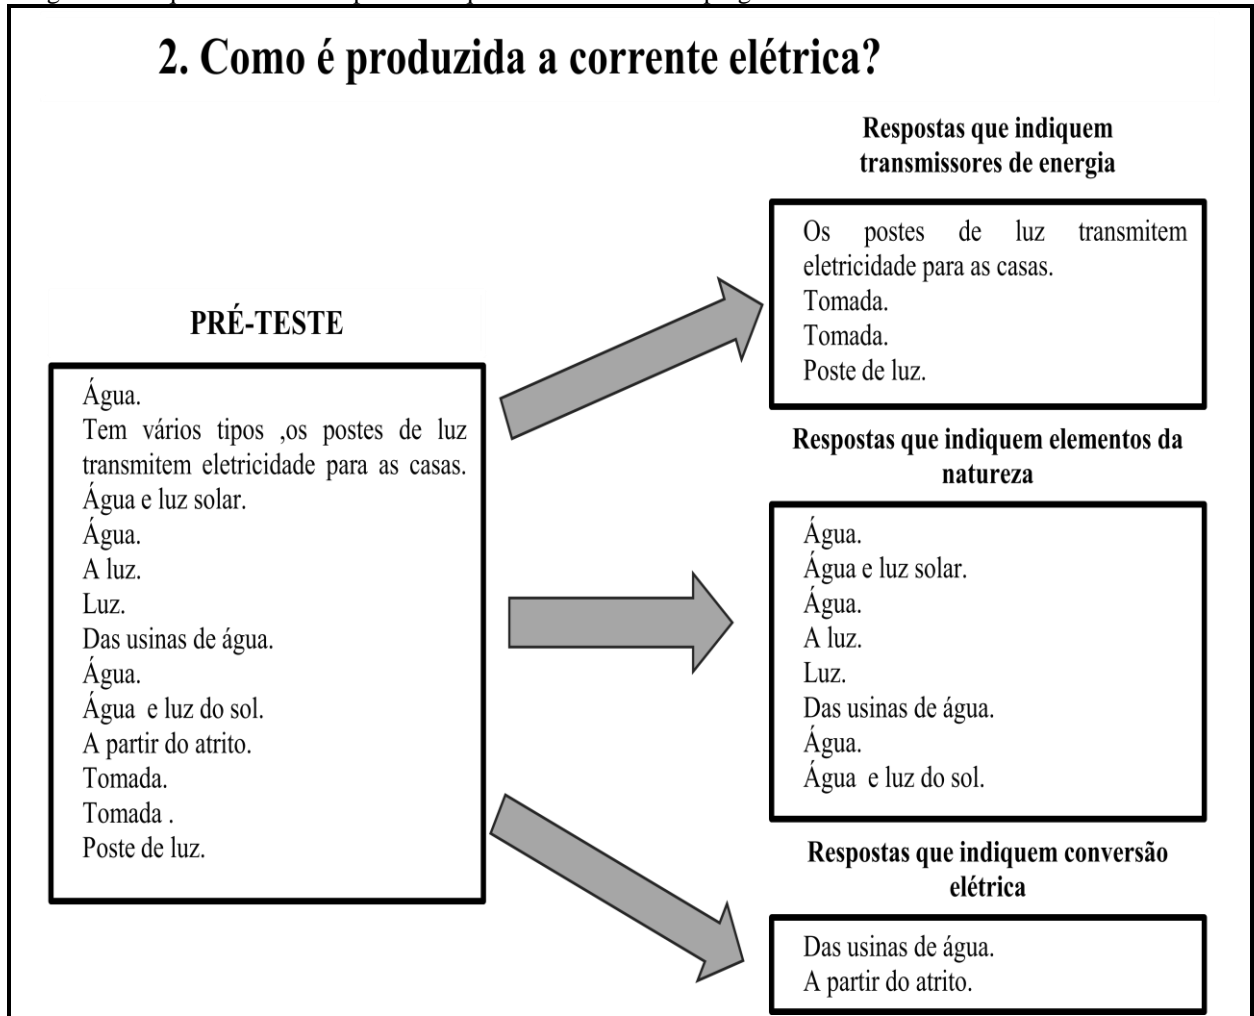 2. Como é produzida a corrente elétrica?
PRÉ-TESTE
Água.
Tem vários tipos ,os postes de luz
transmitem eletricidade para as casas.
Água e luz solar.
Água.
A luz.
Luz.
Das usinas de água.
Água.
Água e luz do sol.
A partir do atrito.
Tomada.
Tomada .
Poste de luz.
Respostas que indiquem
transmissores de energia
Os postes de luz transmitem
eletricidade para as casas.
Tomada.
Tomada.
Poste de luz.
Respostas que indiquem elementos da
natureza
Água.
Água e luz solar.
Água.
A luz.
Luz.
Das usinas de água.
Água.
Água e luz do sol.
Respostas que indiquem conversão
elétrica
Das usinas de água.
A partir do atrito.